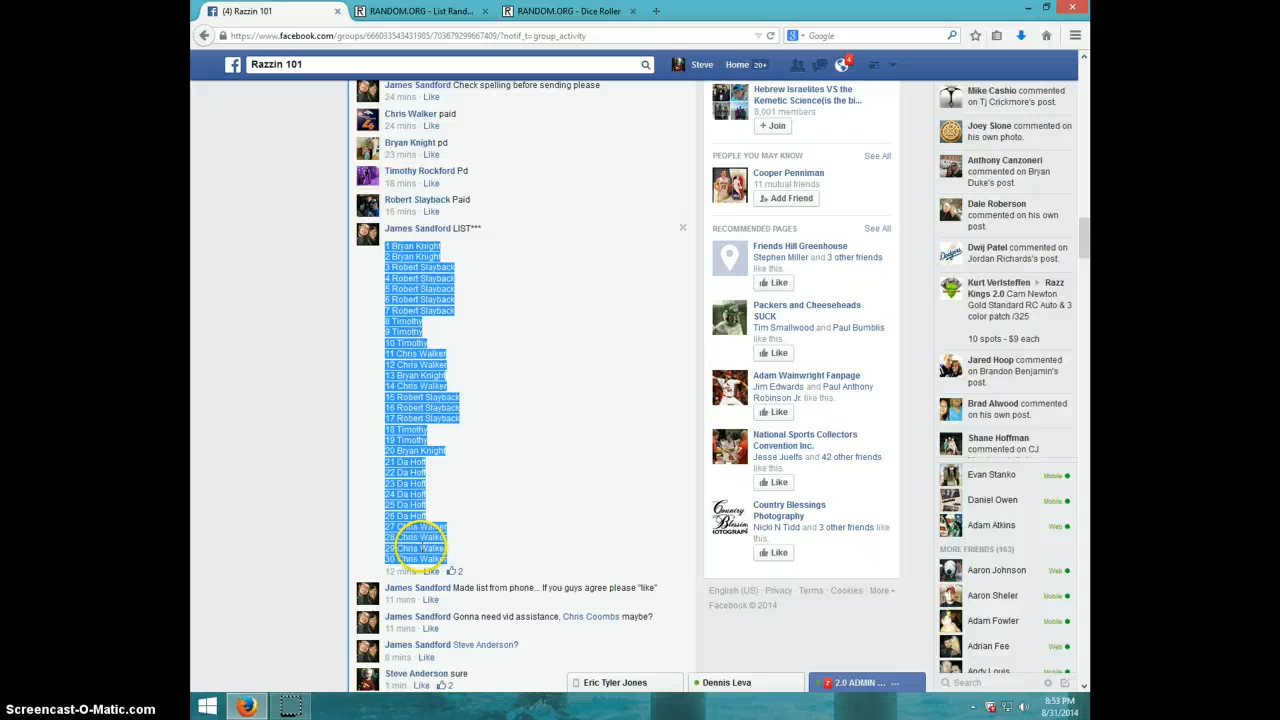 (4) Razzin 101
RANDOM.ORG - List Rand...
RANDOM.ORG - Dice Roller
https://www.facebook.com/groups/666033543431985/703679299667409/?notif_t=group_activity
Google
Razzin 101
Steve
Home 20+
4
James Sandford Check spelling before sending please
24 mins · Like
Chris Walker paid
24 mins · Like
Bryan Knight pd
23 mins · Like
Timothy Rockford Pd
18 mins · Like
Robert Slayback Paid
16 mins · Like
James Sandford LIST***
1 Bryan Knight
2 Bryan Knight
3 Robert Slayback
4 Robert Slayback
5 Robert Slayback
6 Robert Slayback
7 Robert Slayback
8 Timothy
9 Timothy
10 Timothy
11 Chris Walker
12 Chris Walker
13 Bryan Knight
14 Chris Walker
15 Robert Slayback
16 Robert Slayback
17 Robert Slayback
18 Timothy
19 Timothy
20 Bryan Knight
21 Da Hoff
22 Da Hoff
23 Da Hoff
24 Da Hoff
25 Da Hoff
26 Da Hoff
27 Chris Walker
28 Chris Walker
29 Chris Walker
30 Chris Walker
12 mins · Like · 2
James Sandford Made list from phone... If you guys agree please "like"
11 mins · Like
James Sandford Gonna need vid assistance, Chris Coombs maybe?
11 mins · Like
James Sandford Steve Anderson?
8 mins · Like
Steve Anderson sure
1 min · Like · 2
Hebrew Israelites VS the
Kemetic Science(is the bi...
8,001 members
+ Join
PEOPLE YOU MAY KNOW
See All
Cooper Penniman
11 mutual friends
Add Friend
RECOMMENDED PAGES
See All
Friends Hill Greenhouse
Stephen Miller and 3 other friends
like this.
Like
Packers and Cheeseheads
SUCK
Tim Smallwood and Paul Bumblis
like this.
Like
Adam Wainwright Fanpage
Jim Edwards and Paul Anthony
Robinson Jr. like this.
Like
National Sports Collectors
Convention Inc.
Jesse Juelfs and 42 other friends
like this.
Like
Country Blessings
Photography
Nicki N Tidd and 3 other friends like
this.
Like
English (US) · Privacy · Terms · Cookies · More
Facebook © 2014
Mike Cashio commented
on Tj Crickmore's post.
Joey Slone commented on
his own photo.
Anthony Canzoneri
commented on Bryan
Duke's post.
Dale Roberson
commented on his own
post.
Dwij Patel commented on
Jordan Richards's post.
Kurt Verlsteffen ▸ Razz
Kings 2.0 Cam Newton
Gold Standard RC Auto & 3
color patch /325
10 spots - $9 each
Jared Hoop commented
on Brandon Benjamin's
post.
Brad Alwood commented
on his own post.
Shane Hoffman
commented on CJ
Evan Stanko Mobile
Daniel Owen Mobile
Adam Atkins Web
MORE FRIENDS (163)
Aaron Johnson Web
Aaron Sheler Mobile
Adam Fowler Mobile
Adrian Fee Web
Andy Louis Mobile
Search
Eric Tyler Jones
Dennis Leva
7 2.0 ADMIN ... ...
8:53 PM
8/31/2014
Screencast-O-Matic.com